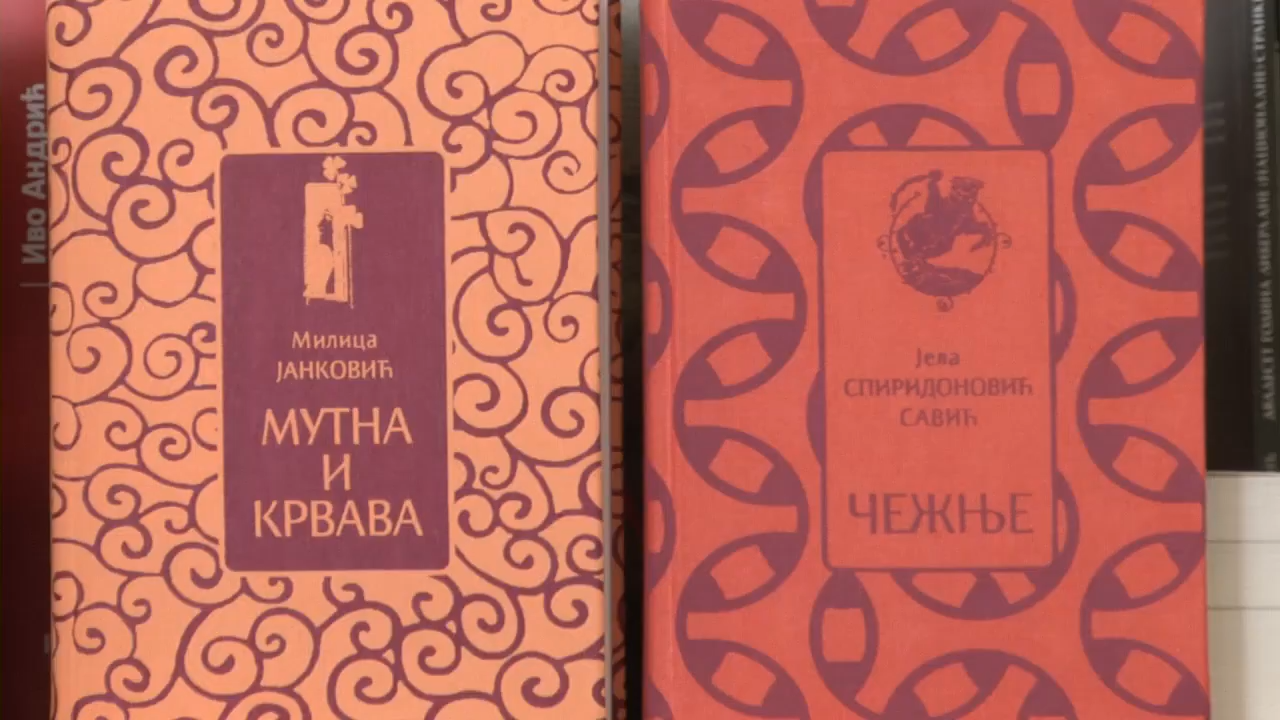 Иво Андрић
Милица
ЈАНКОВИЋ
МУТНА
И
КРВАВА
Јела
СПИРИДОНОВИЋ
САВИЋ
ЧЕЖЊЕ